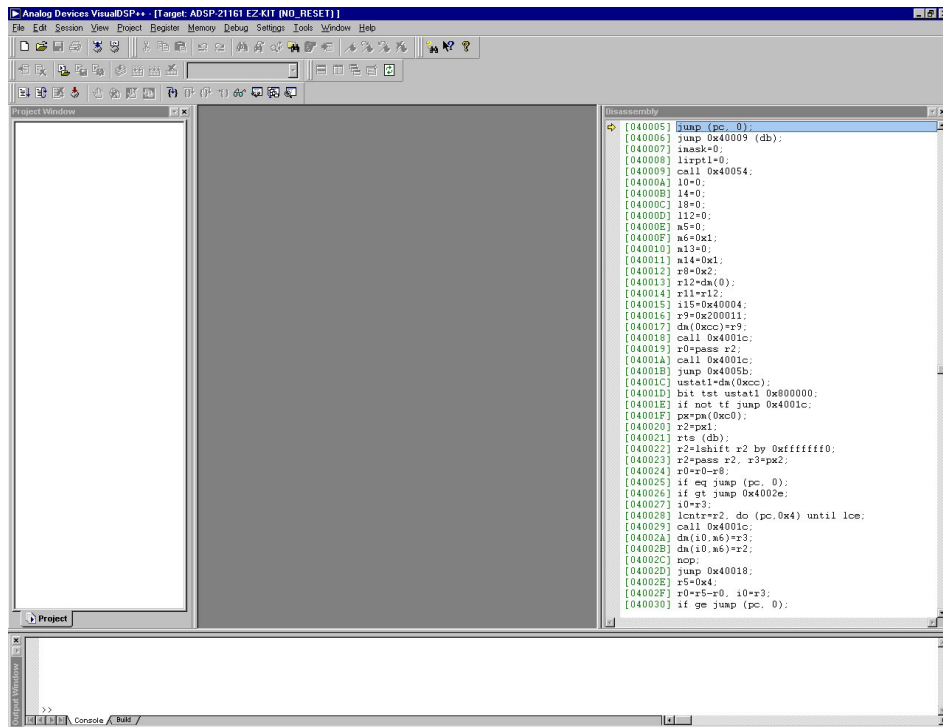 Analog Devices VisualDSP++ - [Target: ADSP-21161 EZ-KIT (NO_RESET) ]
File Edit Session View Project Register Memory Debug Settings Tools Window Help
Project Window
Disassembly
[040005] jump (pc, 0);
[040006] jump 0x40009 (db);
[040007] imask=0;
[040008] lirptl=0;
[040009] call 0x40054;
[04000A] l0=0;
[04000B] l4=0;
[04000C] l8=0;
[04000D] l12=0;
[04000E] m5=0;
[04000F] m6=0x1;
[040010] m13=0;
[040011] m14=0x1;
[040012] r8=0x2;
[040013] r12=dm(0);
[040014] r11=r12;
[040015] i15=0x40004;
[040016] r9=0x200011;
[040017] dm(0xcc)=r9;
[040018] call 0x4001c;
[040019] r0=pass r2;
[04001A] call 0x4001c;
[04001B] jump 0x4005b;
[04001C] ustat1=dm(0xcc);
[04001D] bit tst ustat1 0x800000;
[04001E] if not tf jump 0x4001c;
[04001F] px=pm(0xc0);
[040020] r2=px1;
[040021] rts (db);
[040022] r2=lshift r2 by 0xfffffff0;
[040023] r2=pass r2, r3=px2;
[040024] r0=r0-r8;
[040025] if eq jump (pc, 0);
[040026] if gt jump 0x4002e;
[040027] i0=r3;
[040028] lcntr=r2, do (pc,0x4) until lce;
[040029] call 0x4001c;
[04002A] dm(i0,m6)=r3;
[04002B] dm(i0,m6)=r2;
[04002C] nop;
[04002D] jump 0x40018;
[04002E] r5=0x4;
[04002F] r0=r5-r0, i0=r3;
[040030] if ge jump (pc, 0);
Project
Output Window
>>
Console Build